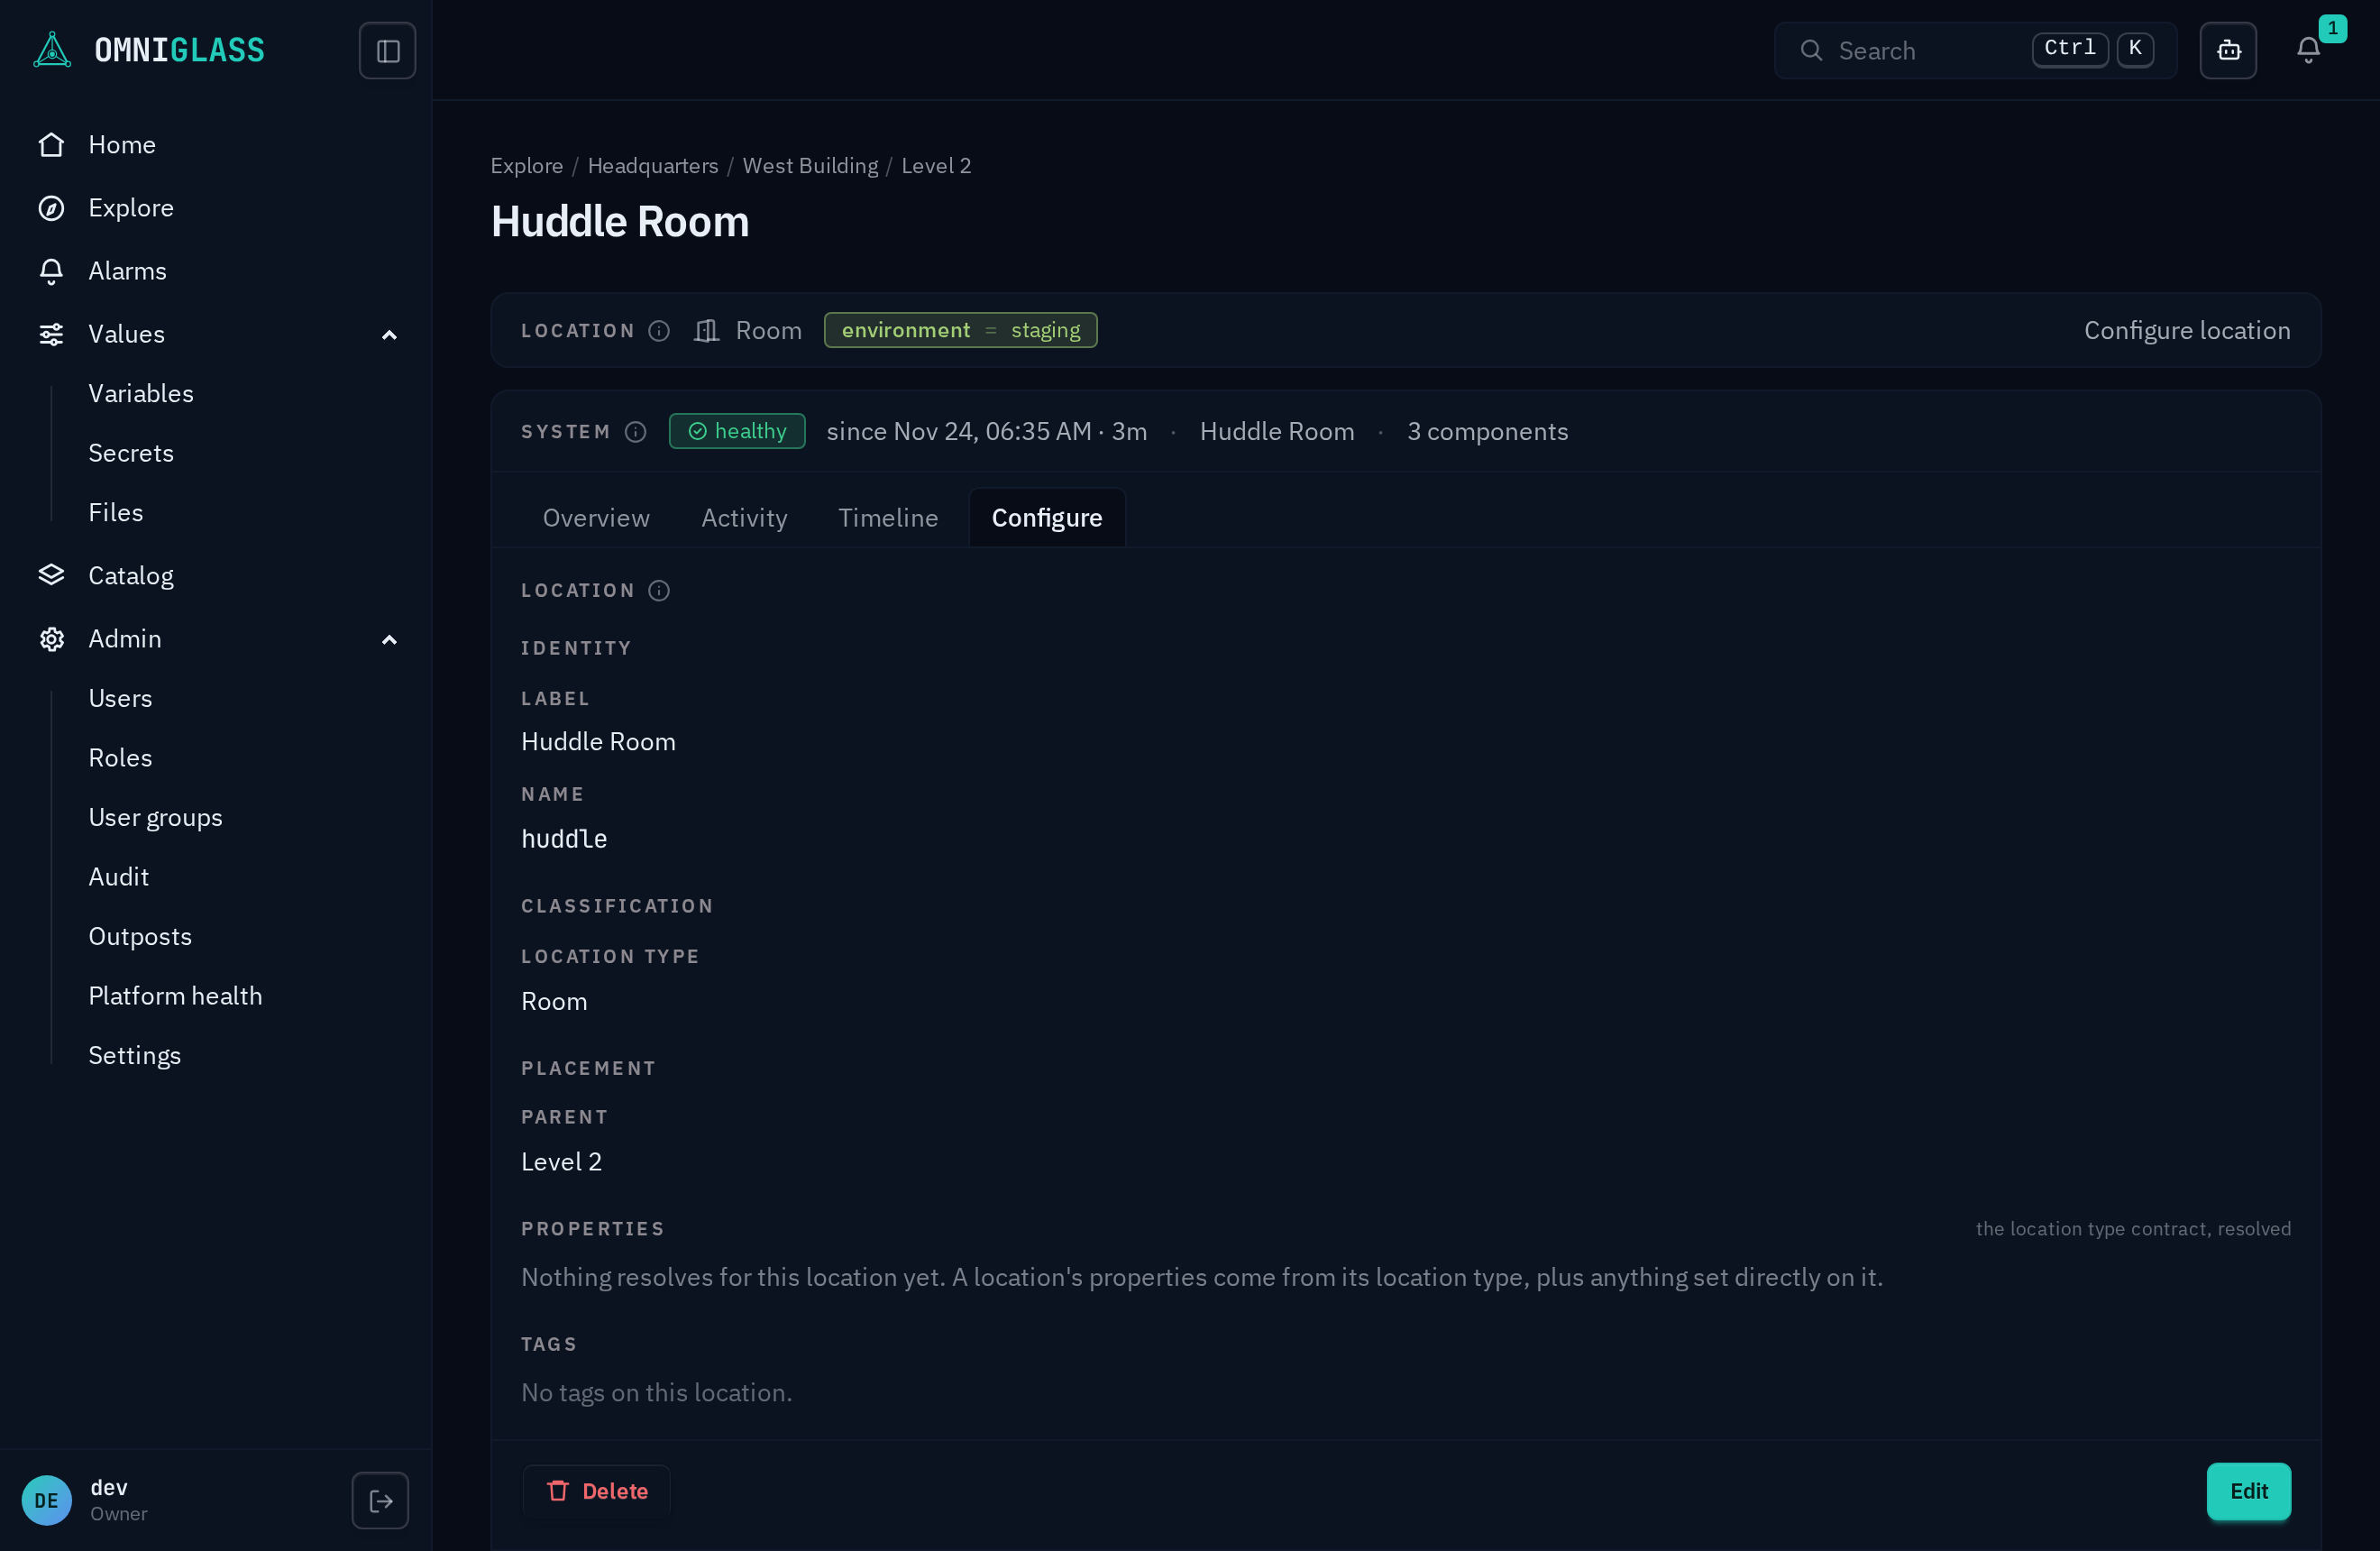 OMNIGLASS
Search Ctrl K
1
Home
Explore
Alarms
Values
Variables
Secrets
Files
Catalog
Admin
Users
Roles
User groups
Audit
Outposts
Platform health
Settings
DE
dev
Owner
Explore / Headquarters / West Building / Level 2
Huddle Room
LOCATION Room environment = staging Configure location
SYSTEM healthy since Nov 24, 06:35 AM · 3m · Huddle Room · 3 components
Overview Activity Timeline Configure
LOCATION
IDENTITY
LABEL
Huddle Room
NAME
huddle
CLASSIFICATION
LOCATION TYPE
Room
PLACEMENT
PARENT
Level 2
PROPERTIES the location type contract, resolved
Nothing resolves for this location yet. A location's properties come from its location type, plus anything set directly on it.
TAGS
No tags on this location.
Delete Edit